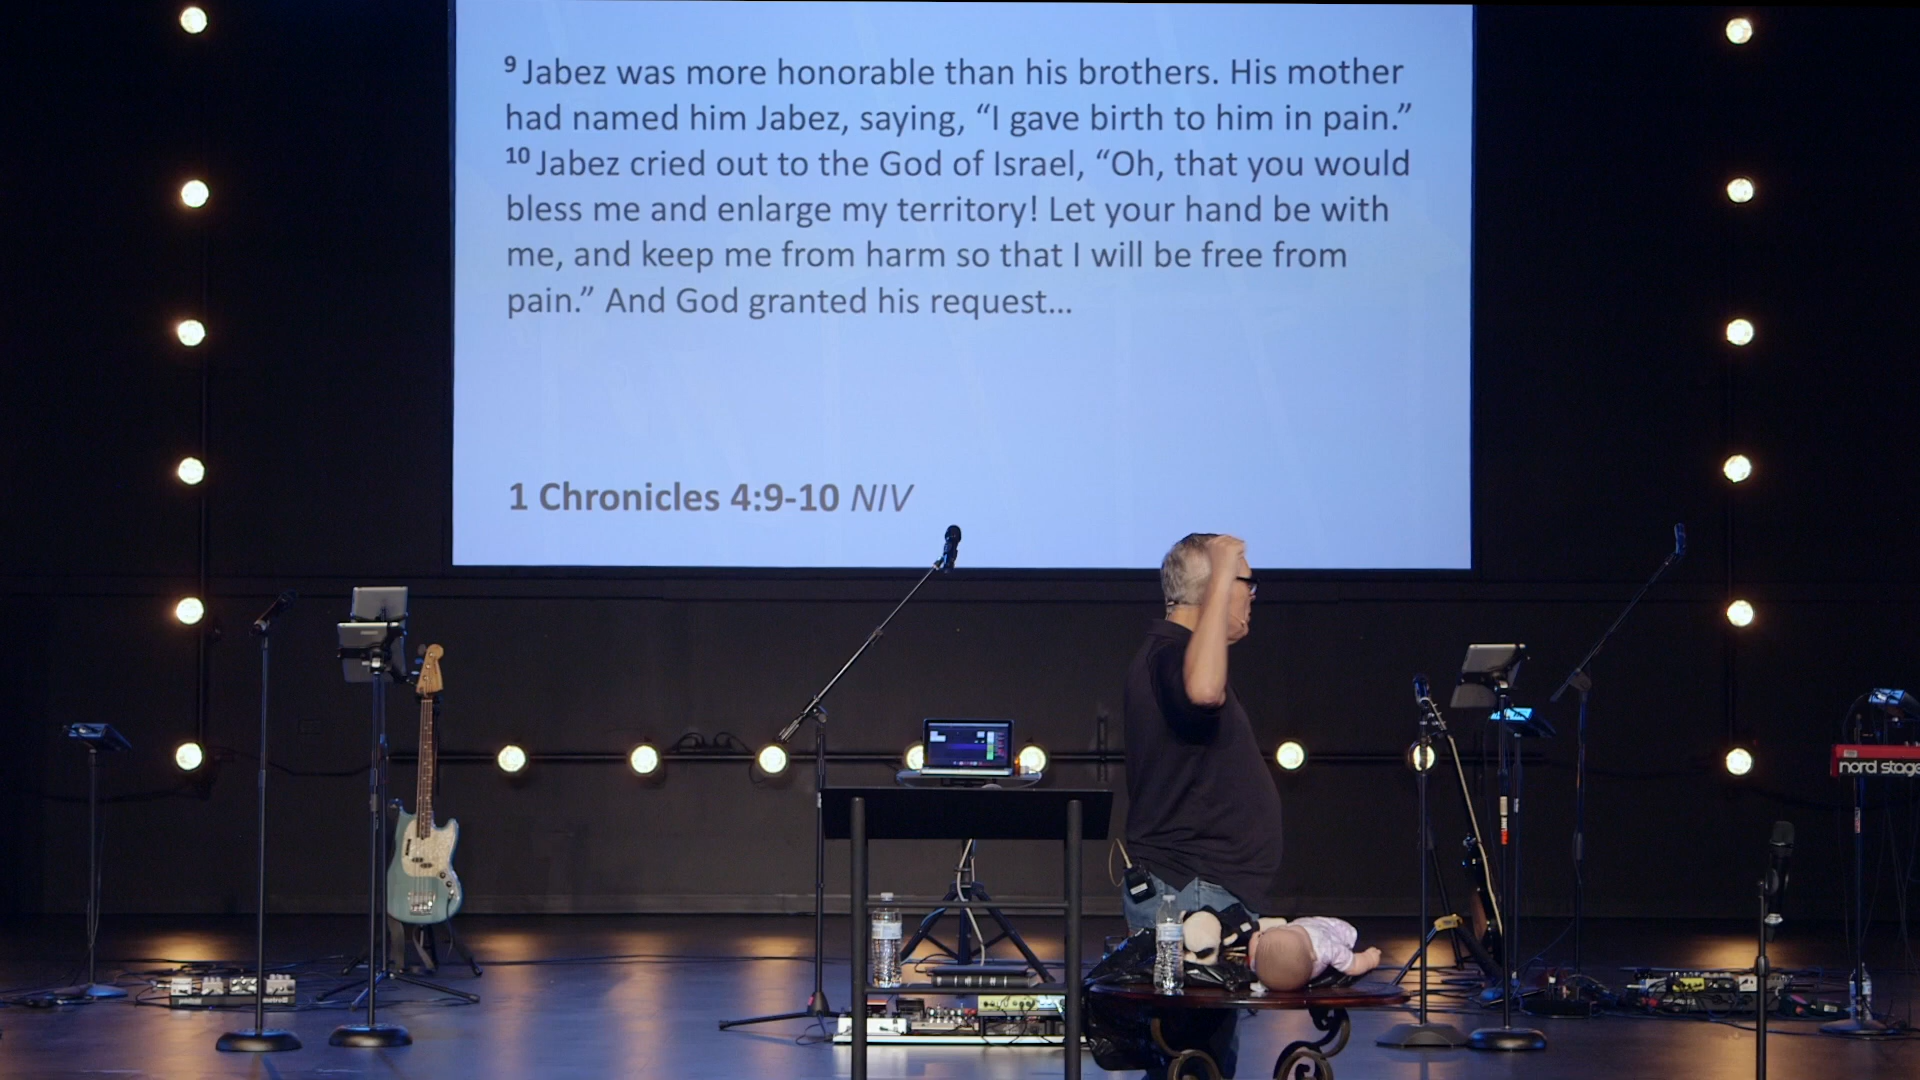 9 Jabez was more honorable than his brothers. His mother
had named him Jabez, saying, “I gave birth to him in pain.”
10 Jabez cried out to the God of Israel, “Oh, that you would
bless me and enlarge my territory! Let your hand be with
me, and keep me from harm so that I will be free from
pain.” And God granted his request...
1 Chronicles 4:9-10 NIV
nord stage